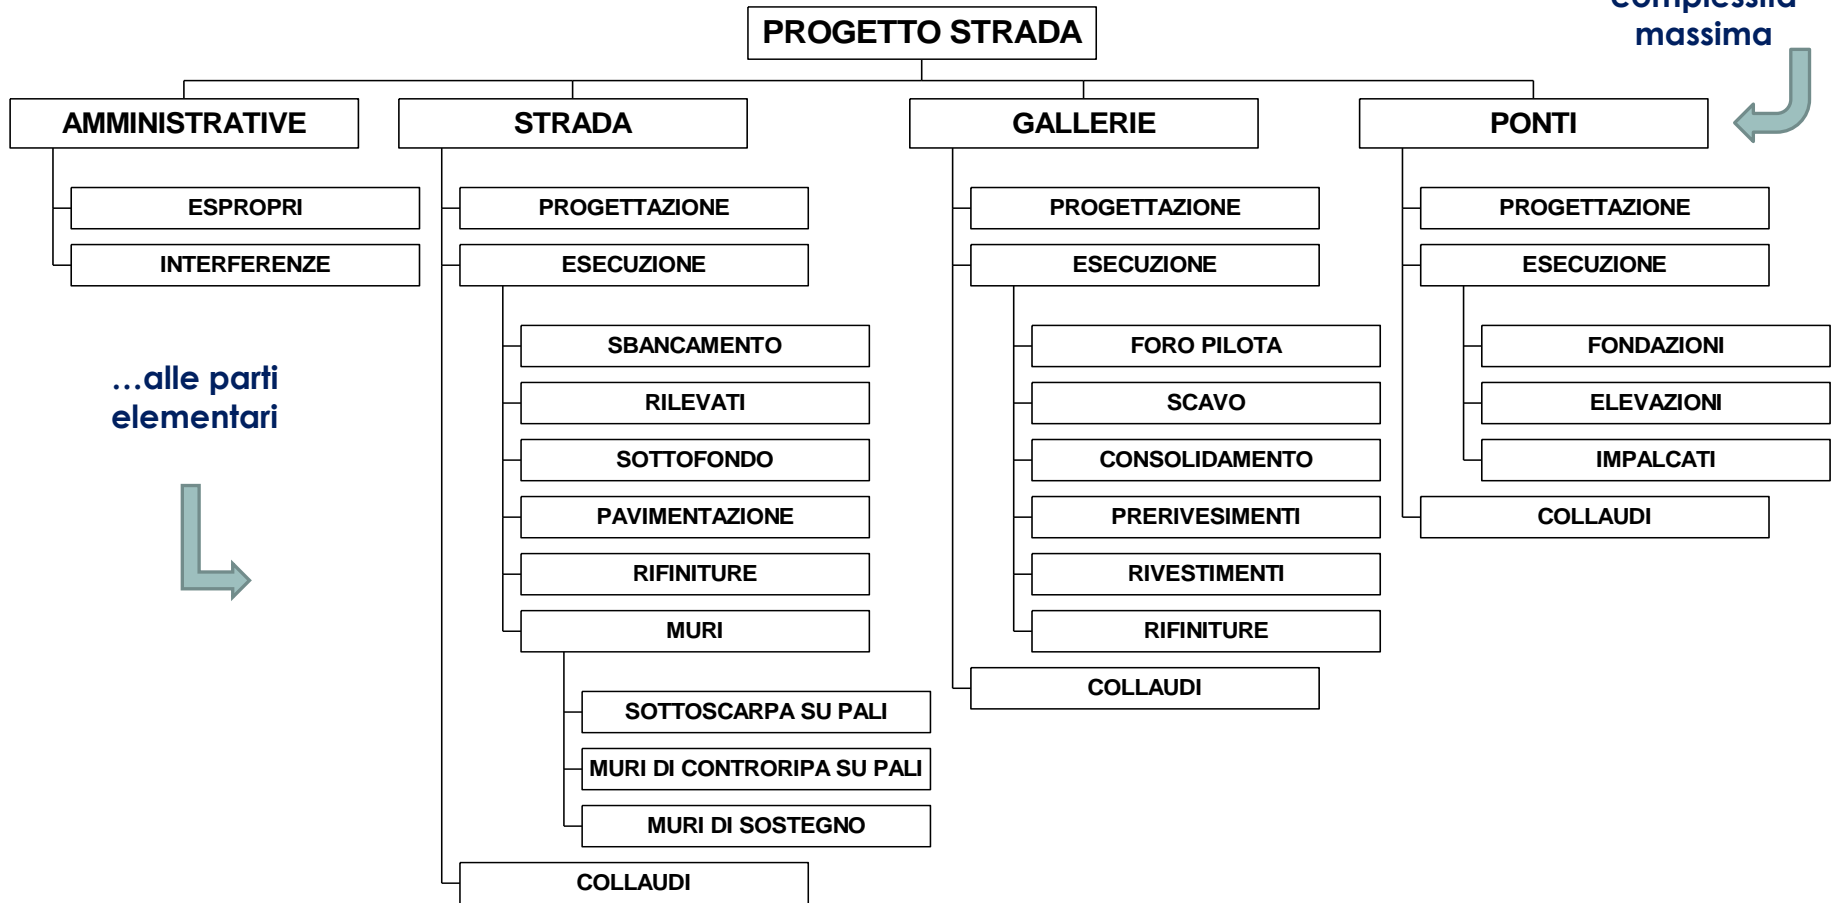 complessità
massima
PROGETTO STRADA
AMMINISTRATIVE
ESPROPRI
INTERFERENZE
STRADA
PROGETTAZIONE
ESECUZIONE
SBANCAMENTO
RILEVATI
SOTTOFONDO
PAVIMENTAZIONE
RIFINITURE
MURI
SOTTOSCARPA SU PALI
MURI DI CONTRORIPA SU PALI
MURI DI SOSTEGNO
COLLAUDI
GALLERIE
PROGETTAZIONE
ESECUZIONE
FORO PILOTA
SCAVO
CONSOLIDAMENTO
PRERIVESIMENTI
RIVESTIMENTI
RIFINITURE
COLLAUDI
PONTI
PROGETTAZIONE
ESECUZIONE
FONDAZIONI
ELEVAZIONI
IMPALCATI
COLLAUDI
…alle parti
elementari